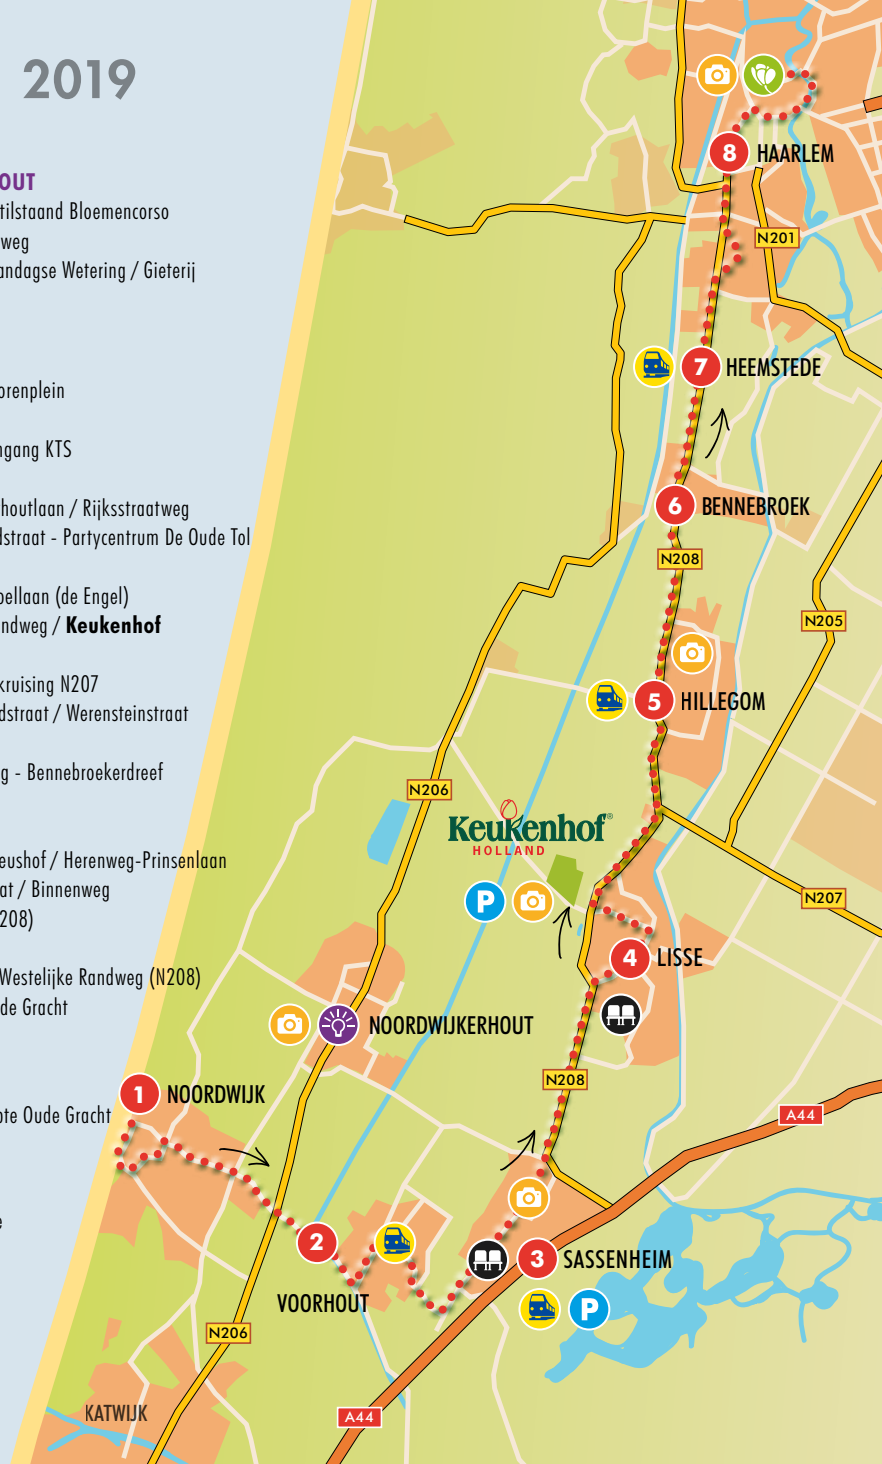 2019
OUT
tilstaand Bloemencorso
weg
andagse Wetering / Gieterij
orenplein
ngang KTS
houtlaan / Rijksstraatweg
dstraat - Partycentrum De Oude Tol
pellaan (de Engel)
ndweg / Keukenhof
kruising N207
dstraat / Werensteinstraat
g - Bennebroekerdreef
eushof / Herenweg-Prinsenlaan
at / Binnenweg
208)
Westelijke Randweg (N208)
de Gracht
ote Oude Gracht
e
8 HAARLEM
N201
7 HEEMSTEDE
6 BENNEBROEK
N208
N205
5 HILLEGOM
N206
Keukenhof®
HOLLAND
N207
P
4 LISSE
NOORDWIJKERHOUT
N208
1 NOORDWIJK
A44
2
VOORHOUT
3 SASSENHEIM
P
N206
KATWIJK
A44